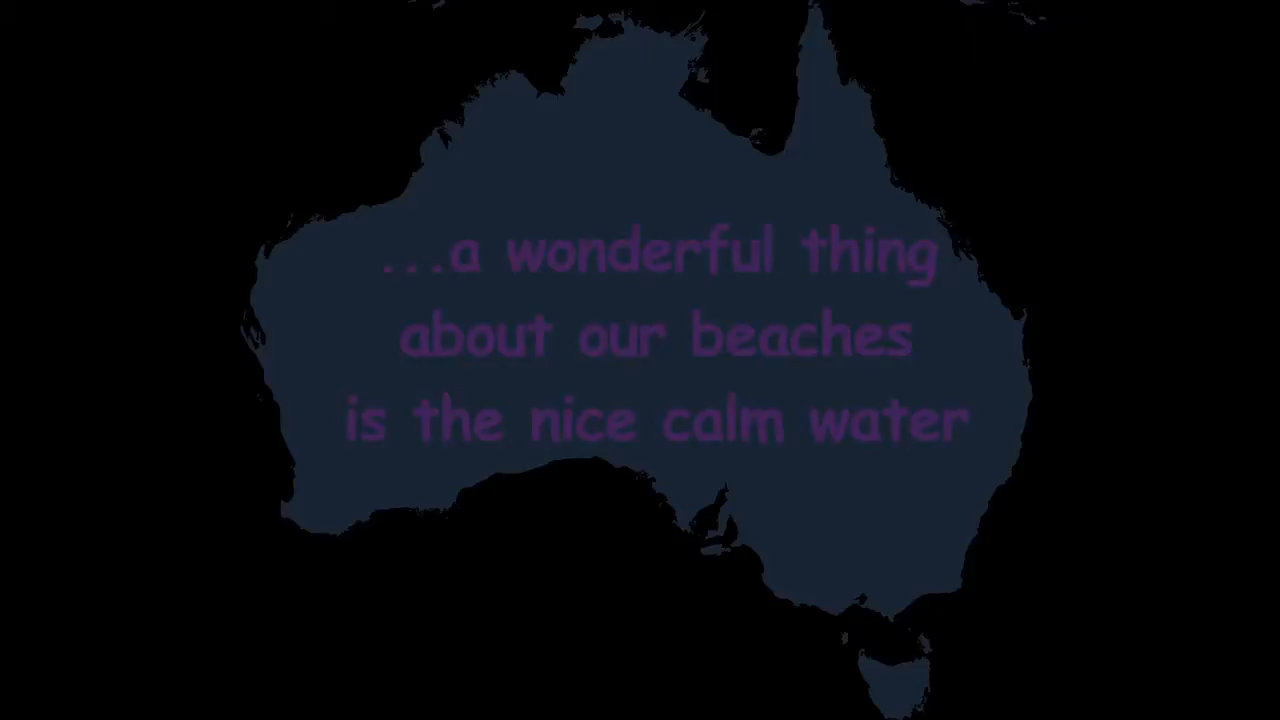 ...a wonderful thing
about our beaches
is the nice calm water